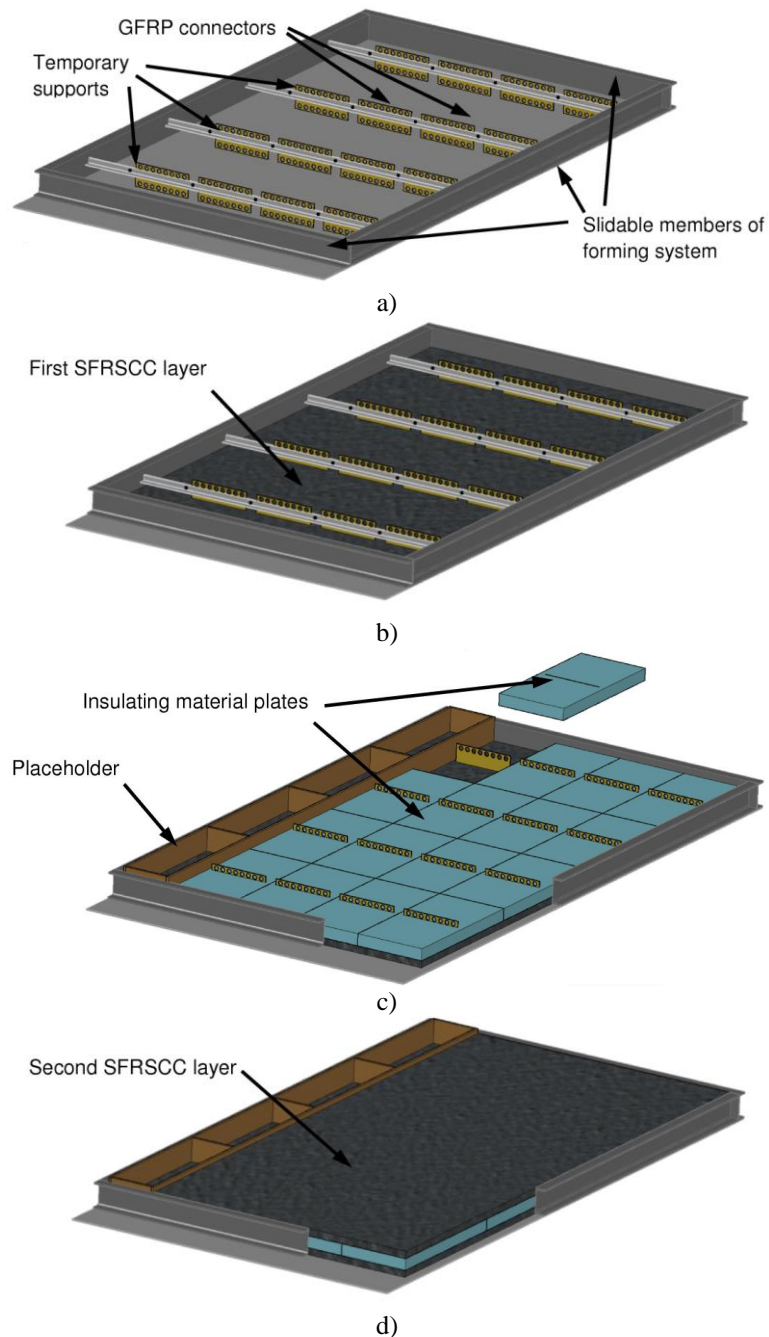 GFRP connectors
Temporary
supports
Slidable members of
forming system
a)
First SFRSCC layer
b)
Insulating material plates
Placeholder
c)
Second SFRSCC layer
d)